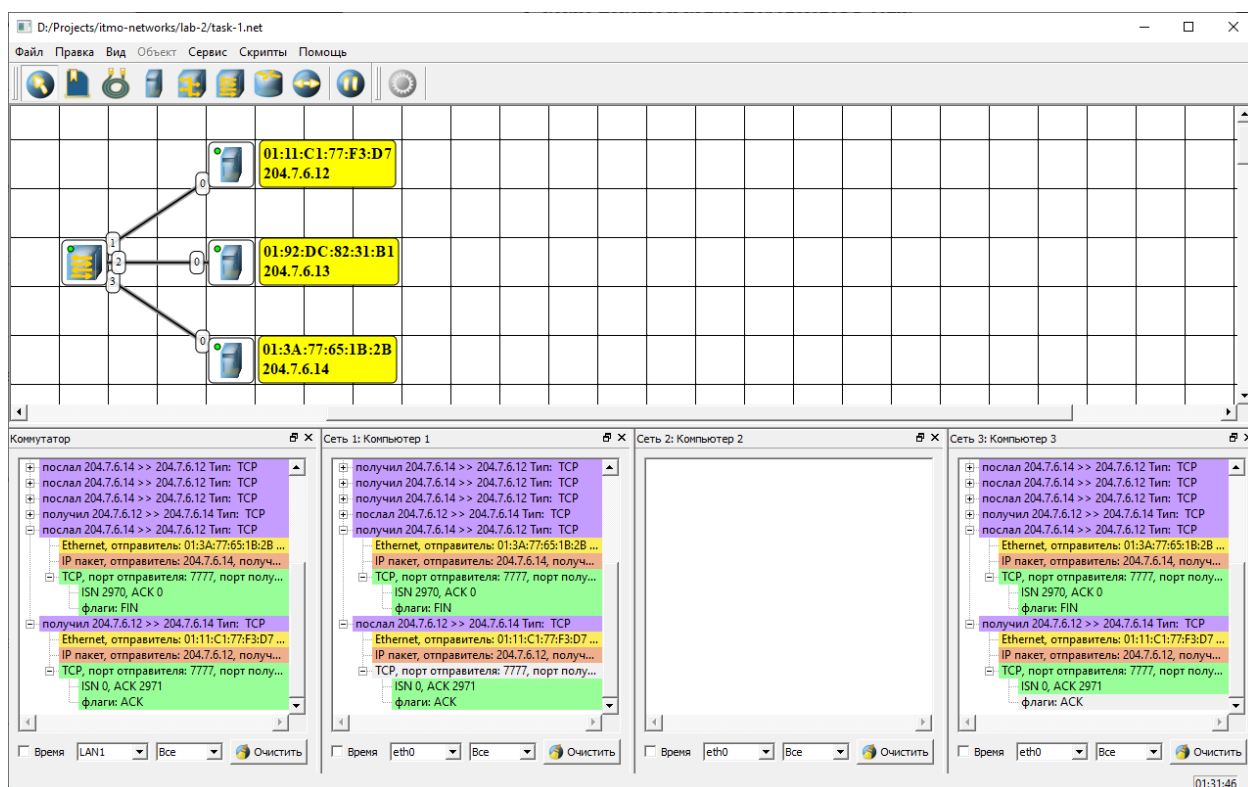 D:/Projects/itmo-networks/lab-2/task-1.net
Файл Правка Вид Объект Сервис Скрипты Помощь
01:11:C1:77:F3:D7
204.7.6.12
0
1
01:92:DC:82:31:B1
204.7.6.13
2
0
3
0
01:3A:77:65:1B:2B
204.7.6.14
Коммутатор
послал 204.7.6.14 >> 204.7.6.12 Тип: TCP
послал 204.7.6.14 >> 204.7.6.12 Тип: TCP
послал 204.7.6.14 >> 204.7.6.12 Тип: TCP
получил 204.7.6.12 >> 204.7.6.14 Тип: TCP
послал 204.7.6.14 >> 204.7.6.12 Тип: TCP
Ethernet, отправитель: 01:3A:77:65:1B:2B ...
IP пакет, отправитель: 204.7.6.14, получ...
TCP, порт отправителя: 7777, порт полу...
ISN 2970, ACK 0
флаги: FIN
получил 204.7.6.12 >> 204.7.6.14 Тип: TCP
Ethernet, отправитель: 01:11:C1:77:F3:D7 ...
IP пакет, отправитель: 204.7.6.12, получ...
TCP, порт отправителя: 7777, порт полу...
ISN 0, ACK 2971
флаги: ACK
Время LAN1 Все Очистить
Сеть 1: Компьютер 1
получил 204.7.6.14 >> 204.7.6.12 Тип: TCP
получил 204.7.6.14 >> 204.7.6.12 Тип: TCP
получил 204.7.6.14 >> 204.7.6.12 Тип: TCP
послал 204.7.6.12 >> 204.7.6.14 Тип: TCP
получил 204.7.6.14 >> 204.7.6.12 Тип: TCP
Ethernet, отправитель: 01:3A:77:65:1B:2B ...
IP пакет, отправитель: 204.7.6.14, получ...
TCP, порт отправителя: 7777, порт полу...
ISN 2970, ACK 0
флаги: FIN
послал 204.7.6.12 >> 204.7.6.14 Тип: TCP
Ethernet, отправитель: 01:11:C1:77:F3:D7 ...
IP пакет, отправитель: 204.7.6.12, получ...
TCP, порт отправителя: 7777, порт полу...
ISN 0, ACK 2971
флаги: ACK
Время eth0 Все Очистить
Сеть 2: Компьютер 2
Время eth0 Все Очистить
Сеть 3: Компьютер 3
послал 204.7.6.14 >> 204.7.6.12 Тип: TCP
послал 204.7.6.14 >> 204.7.6.12 Тип: TCP
послал 204.7.6.14 >> 204.7.6.12 Тип: TCP
получил 204.7.6.12 >> 204.7.6.14 Тип: TCP
послал 204.7.6.14 >> 204.7.6.12 Тип: TCP
Ethernet, отправитель: 01:3A:77:65:1B:2B ...
IP пакет, отправитель: 204.7.6.14, получ...
TCP, порт отправителя: 7777, порт полу...
ISN 2970, ACK 0
флаги: FIN
получил 204.7.6.12 >> 204.7.6.14 Тип: TCP
Ethernet, отправитель: 01:11:C1:77:F3:D7 ...
IP пакет, отправитель: 204.7.6.12, получ...
TCP, порт отправителя: 7777, порт полу...
ISN 0, ACK 2971
флаги: ACK
Время eth0 Все Очистить
01:31:46